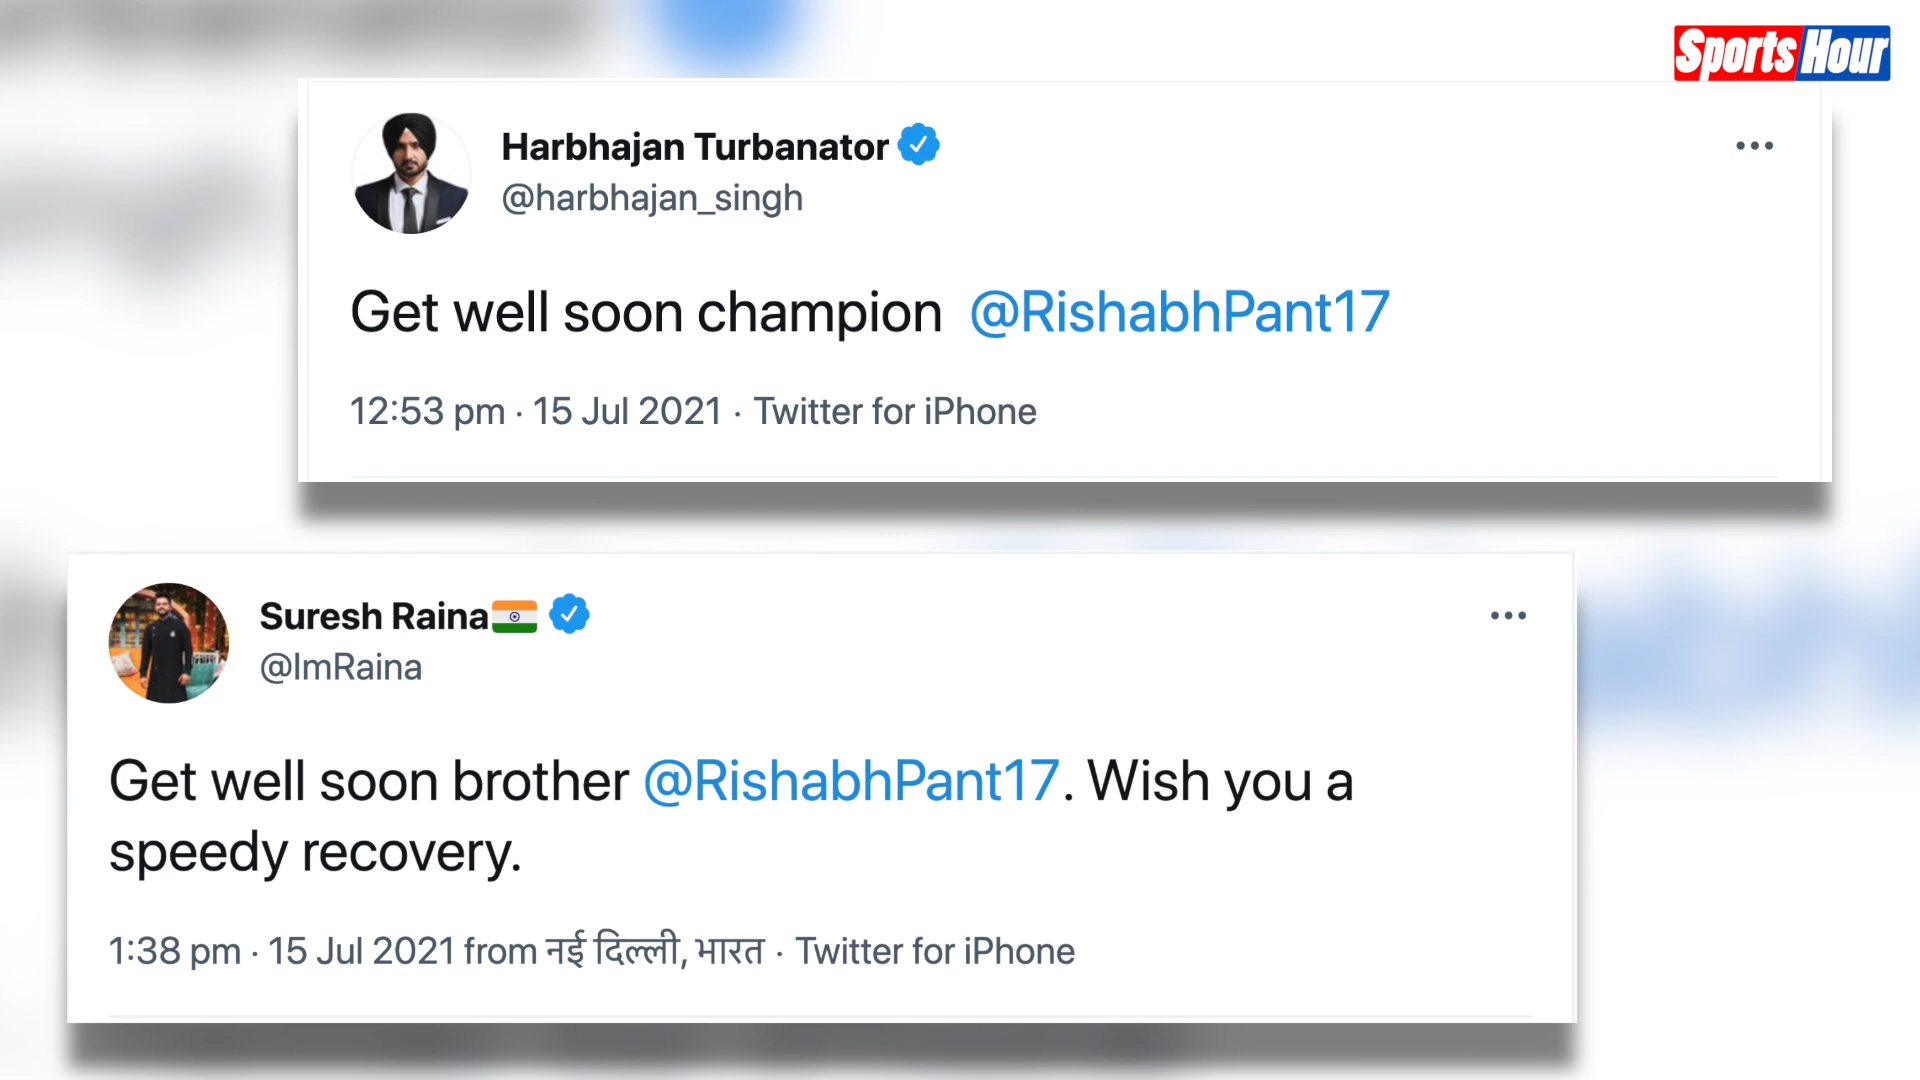 Sports Hour
Harbhajan Turbanator
@harbhajan_singh
Get well soon champion @RishabhPant17
12:53 pm · 15 Jul 2021 · Twitter for iPhone
Suresh Raina🇮🇳
@ImRaina
Get well soon brother @RishabhPant17. Wish you a
speedy recovery.
1:38 pm · 15 Jul 2021 from नई दिल्ली, भारत · Twitter for iPhone